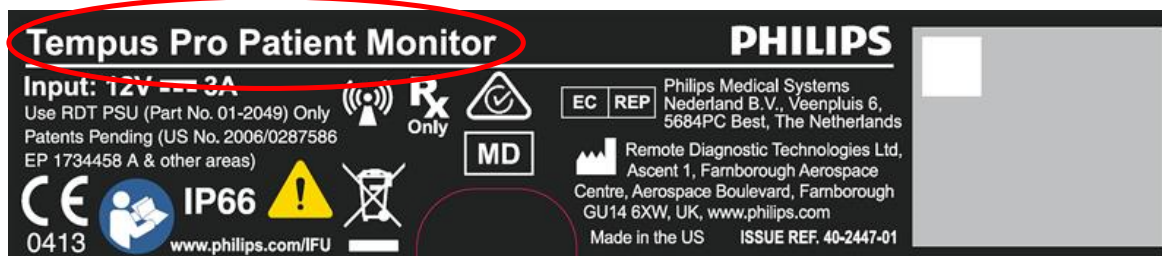 Tempus Pro Patient Monitor
PHILIPS
Input: 12V 3A
Use RDT PSU (Part No. 01-2049) Only
Patents Pending (US No. 2006/0287586
EP 1734458 A & other areas)
CE
0413
IP66
www.philips.com/IFU
Rx
Only
MD
EC REP
Philips Medical Systems
Nederland B.V., Veenpluis 6,
5684PC Best, The Netherlands
Remote Diagnostic Technologies Ltd,
Ascent 1, Farnborough Aerospace
Centre, Aerospace Boulevard, Farnborough
GU14 6XW, UK, www.philips.com
Made in the US ISSUE REF. 40-2447-01